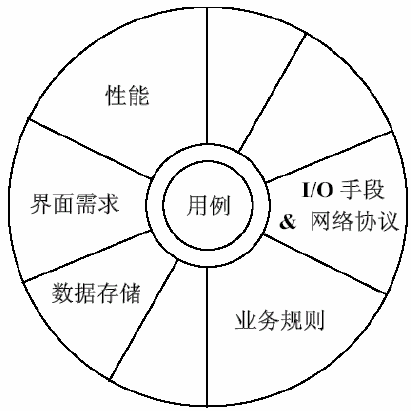 性能
界面需求
用例
I/O 手段
& 网络协议
数据存储
业务规则